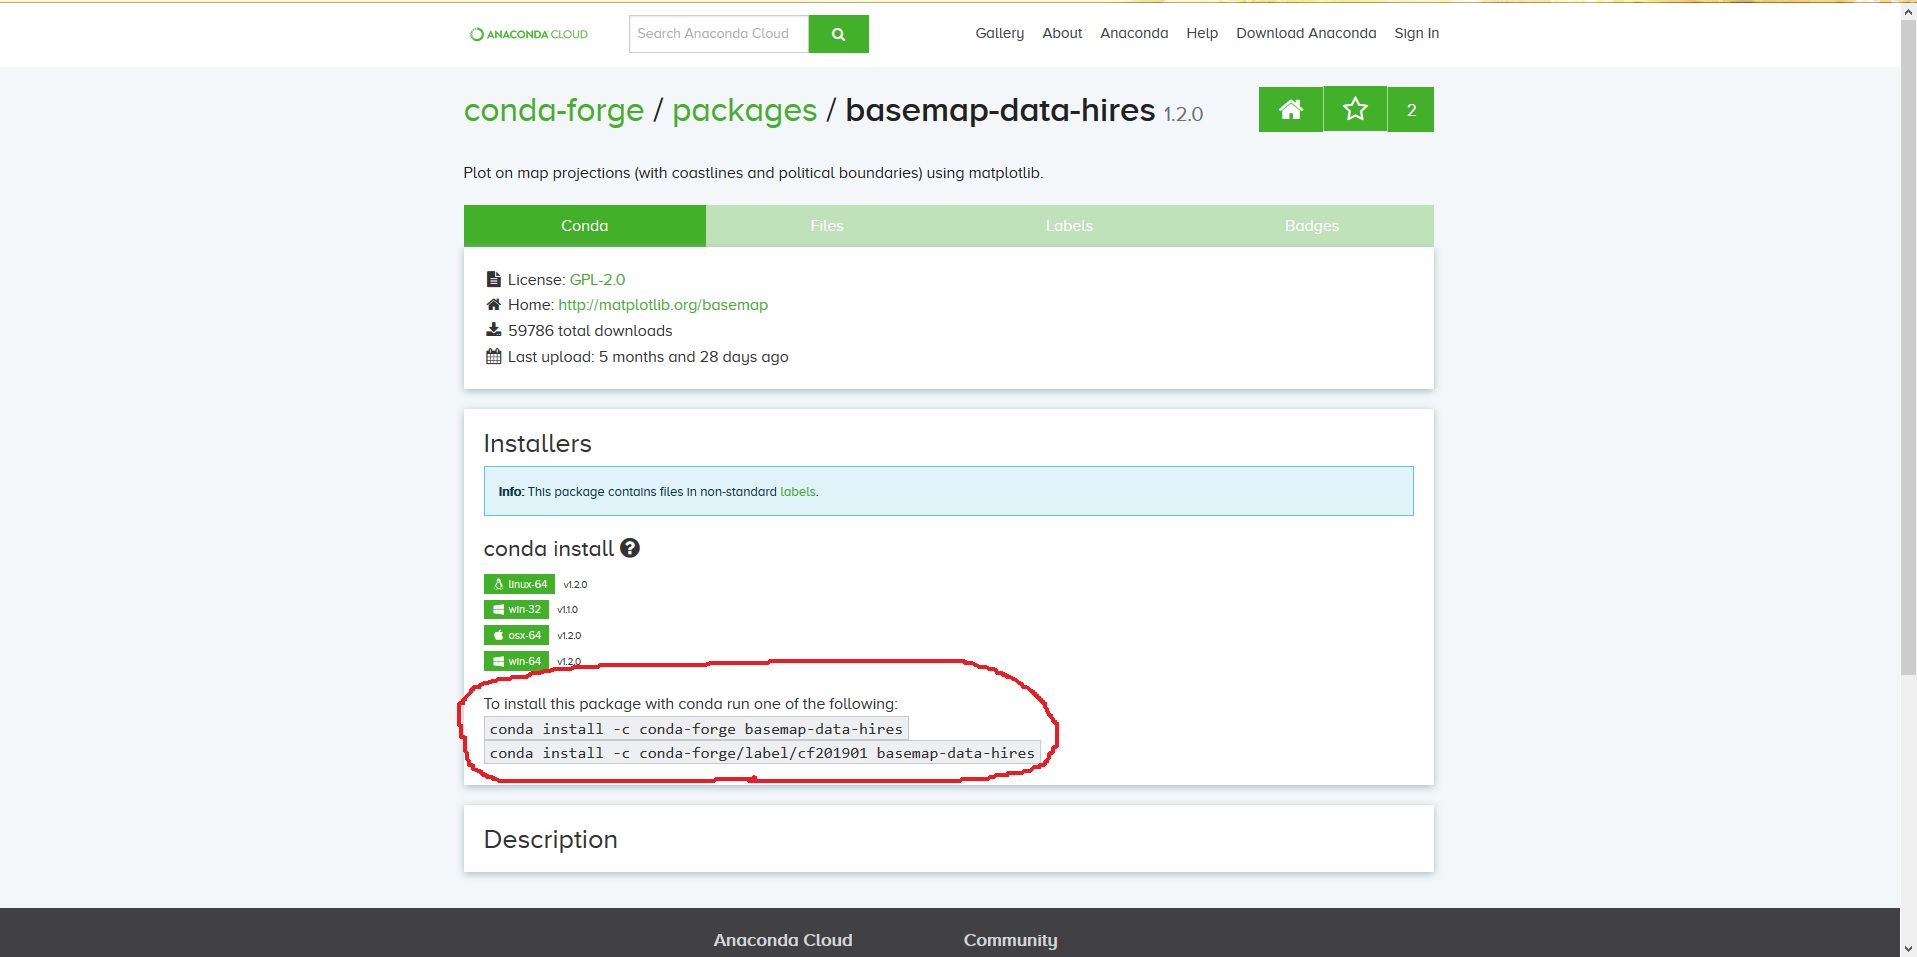 ANACONDA CLOUD
Search Anaconda Cloud
Gallery About Anaconda Help Download Anaconda Sign In
conda-forge / packages / basemap-data-hires 1.2.0
2
Plot on map projections (with coastlines and political boundaries) using matplotlib.
Conda Files Labels Badges
License: GPL-2.0
Home: http://matplotlib.org/basemap
59786 total downloads
Last upload: 5 months and 28 days ago
Installers
Info: This package contains files in non-standard labels.
conda install ?
linux-64 v1.2.0
win-32 v1.1.0
osx-64 v1.2.0
win-64 v1.2.0
To install this package with conda run one of the following:
conda install -c conda-forge basemap-data-hires
conda install -c conda-forge/label/cf201901 basemap-data-hires
Description
Anaconda Cloud Community